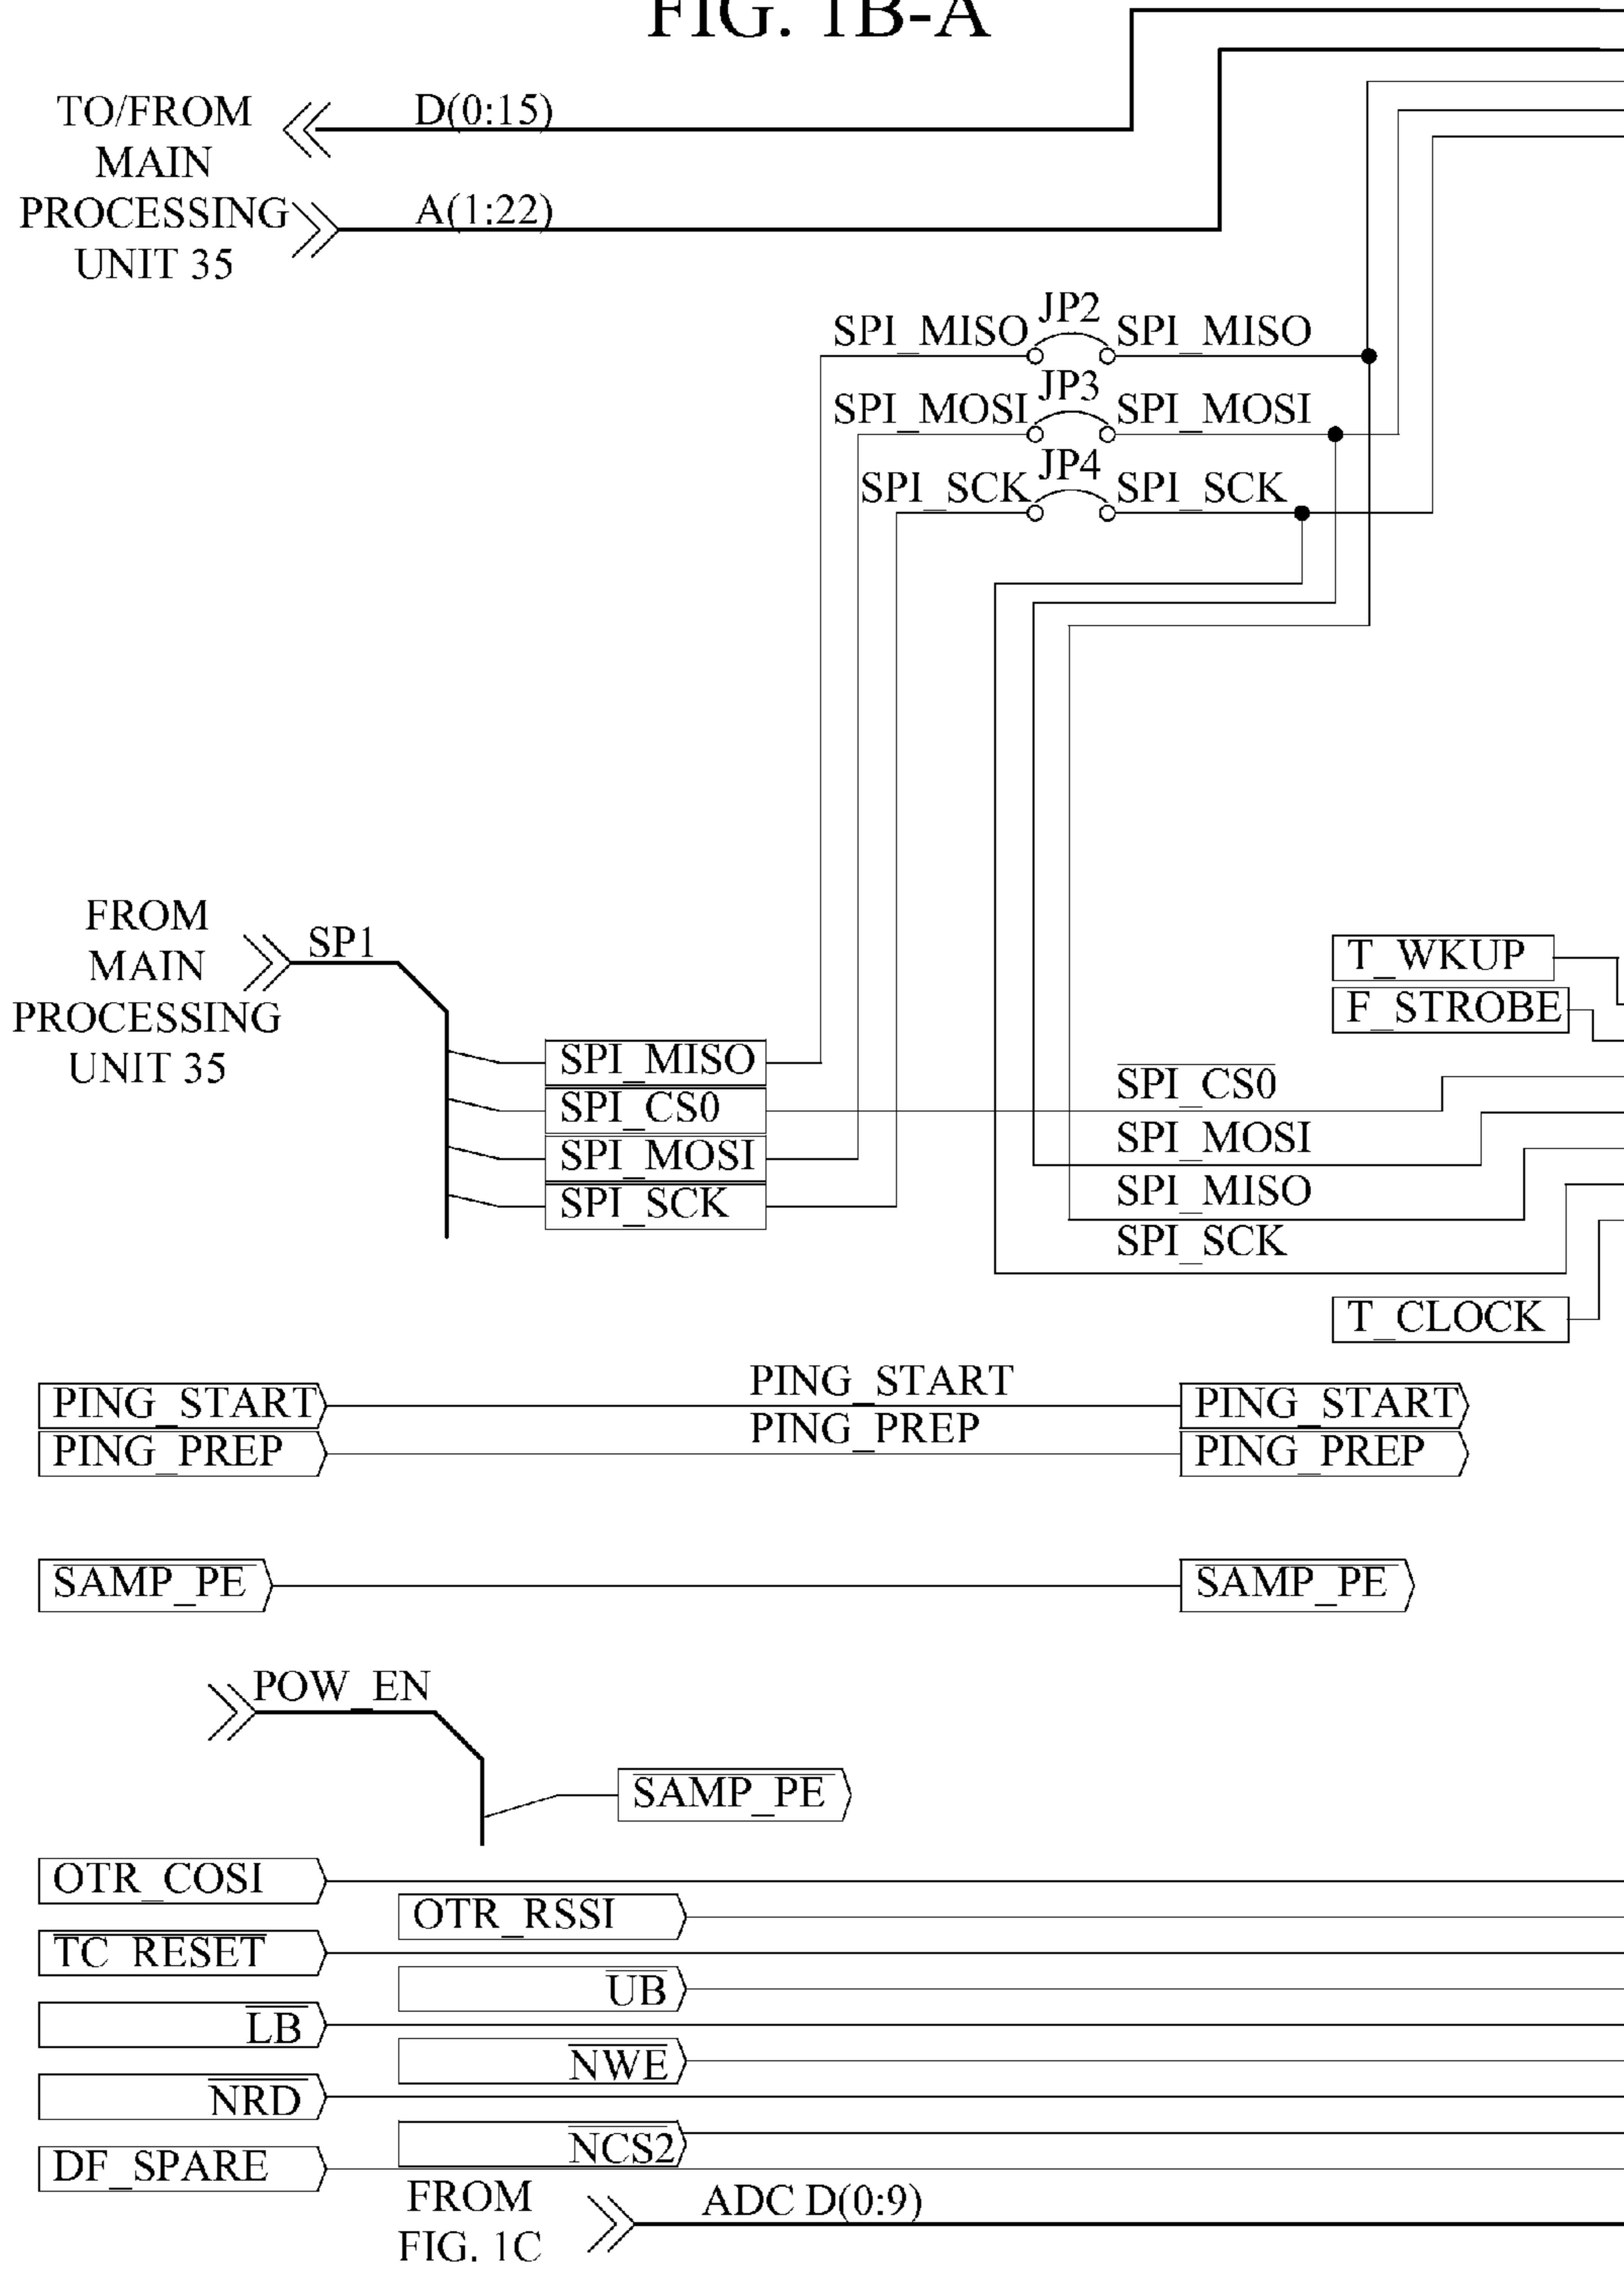 FIG. 1B-A
TO/FROM
MAIN
PROCESSING
UNIT 35
D(0:15)
A(1:22)
JP2
SPI_MISO
SPI_MISO
JP3
SPI_MOSI
SPI_MOSI
JP4
SPI_SCK
SPI_SCK
FROM
MAIN
PROCESSING
UNIT 35
SP1
SPI_MISO
SPI_CS0
SPI_MOSI
SPI_SCK
T_WKUP
F_STROBE
SPI_CS0
SPI_MOSI
SPI_MISO
SPI_SCK
T_CLOCK
PING_START
PING_START
PING_START
PING_PREP
PING_PREP
PING_PREP
SAMP_PE
SAMP_PE
POW_EN
SAMP_PE
OTR_COSI
OTR_RSSI
TC_RESET
UB
LB
NWE
NRD
NCS2
DF_SPARE
FROM
FIG. 1C
ADC D(0:9)